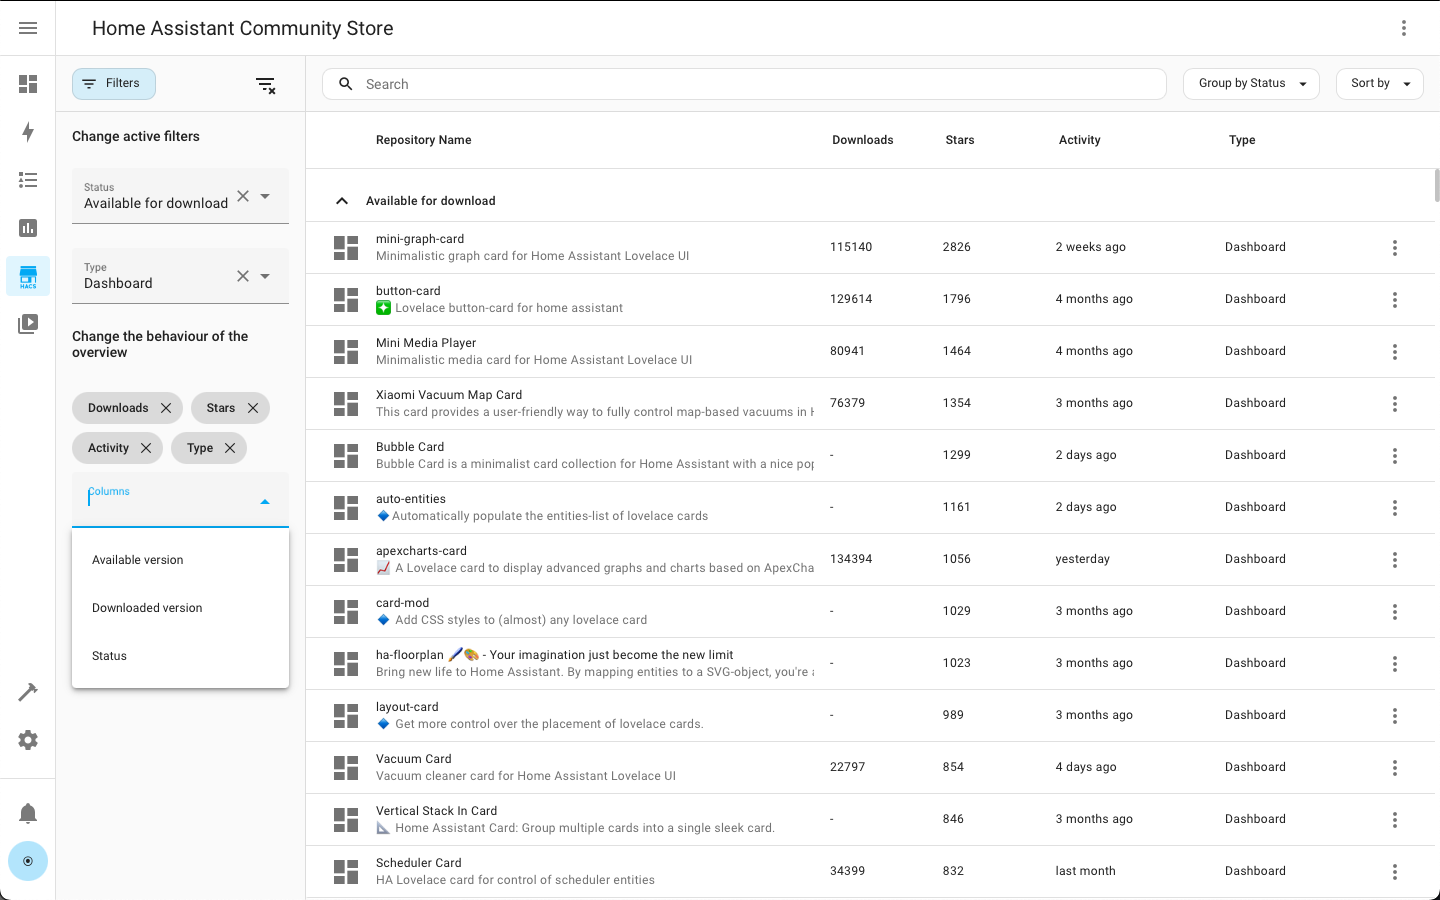 Home Assistant Community Store
Filters
Search
Group by Status
Sort by
Change active filters
Status
Available for download
Type
Dashboard
HACS
Change the behaviour of the
overview
Downloads
Stars
Activity
Type
Columns
Available version
Downloaded version
Status
Repository Name Downloads Stars Activity Type
Available for download
mini-graph-card
Minimalistic graph card for Home Assistant Lovelace UI
115140 2826 2 weeks ago Dashboard
button-card
Lovelace button-card for home assistant
129614 1796 4 months ago Dashboard
Mini Media Player
Minimalistic media card for Home Assistant Lovelace UI
80941 1464 4 months ago Dashboard
Xiaomi Vacuum Map Card
This card provides a user-friendly way to fully control map-based vacuums in
76379 1354 3 months ago Dashboard
Bubble Card
Bubble Card is a minimalist card collection for Home Assistant with a nice pop
- 1299 2 days ago Dashboard
auto-entities
Automatically populate the entities-list of lovelace cards
- 1161 2 days ago Dashboard
apexcharts-card
A Lovelace card to display advanced graphs and charts based on ApexCha
134394 1056 yesterday Dashboard
card-mod
Add CSS styles to (almost) any lovelace card
- 1029 3 months ago Dashboard
ha-floorplan 🖌🎨 - Your imagination just become the new limit
Bring new life to Home Assistant. By mapping entities to a SVG-object, you're
- 1023 3 months ago Dashboard
layout-card
Get more control over the placement of lovelace cards.
- 989 3 months ago Dashboard
Vacuum Card
Vacuum cleaner card for Home Assistant Lovelace UI
22797 854 4 days ago Dashboard
Vertical Stack In Card
Home Assistant Card: Group multiple cards into a single sleek card.
- 846 3 months ago Dashboard
Scheduler Card
HA Lovelace card for control of scheduler entities
34399 832 last month Dashboard